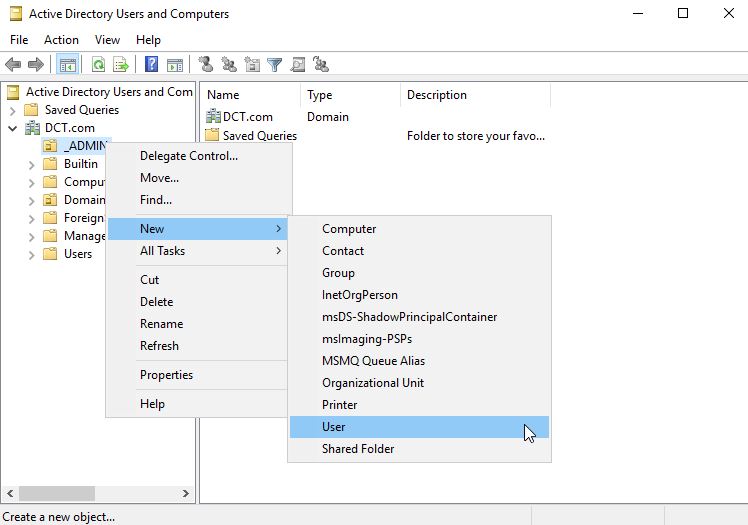 Active Directory Users and Computers
File Action View Help
Active Directory Users and Com
Saved Queries
DCT.com
_ADMIN
Builtin
Compu
Domain
Foreign
Manage
Users
Name Type Description
DCT.com Domain
Saved Queries Folder to store your favo...
Delegate Control...
Move...
Find...
New
All Tasks
Cut
Delete
Rename
Refresh
Properties
Help
Computer
Contact
Group
InetOrgPerson
msDS-ShadowPrincipalContainer
msImaging-PSPs
MSMQ Queue Alias
Organizational Unit
Printer
User
Shared Folder
Create a new object...